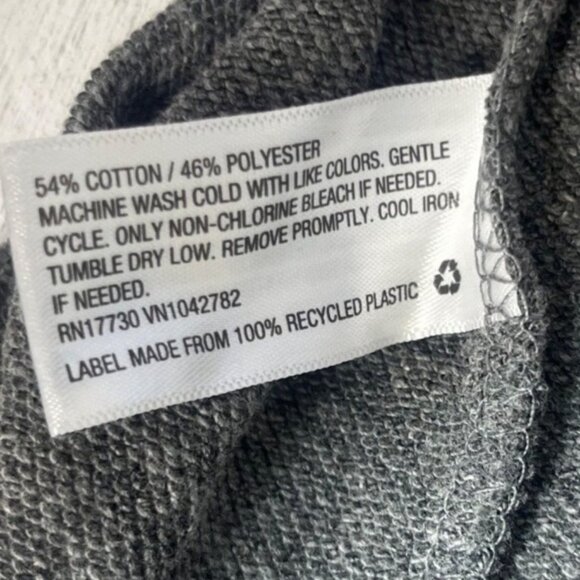 54% COTTON / 46% POLYESTER
MACHINE WASH COLD WITH LIKE COLORS. GENTLE
CYCLE. ONLY NON-CHLORINE BLEACH IF NEEDED.
TUMBLE DRY LOW. REMOVE PROMPTLY. COOL IRON
IF NEEDED.
RN17730 VN1042782
LABEL MADE FROM 100% RECYCLED PLASTIC